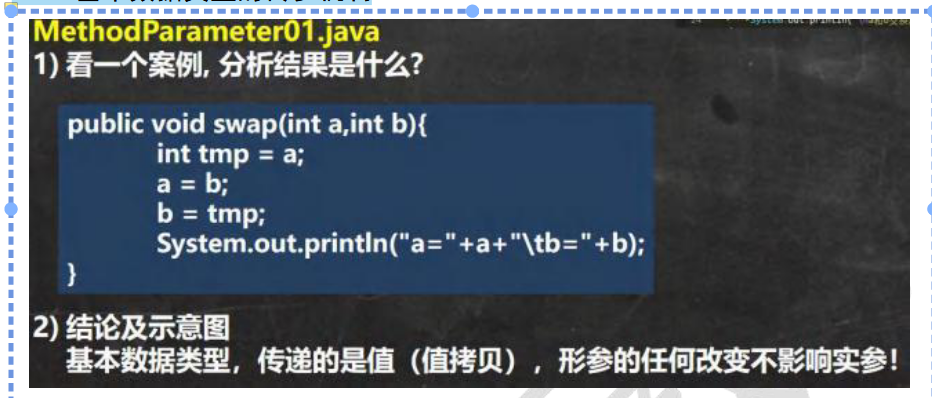 MethodParameter01.java
1) 看一个案例, 分析结果是什么?
public void swap(int a,int b){
int tmp = a;
a = b;
b = tmp;
System.out.println("a="+a+"\tb="+b);
}
2) 结论及示意图
基本数据类型，传递的是值（值拷贝），形参的任何改变不影响实参！